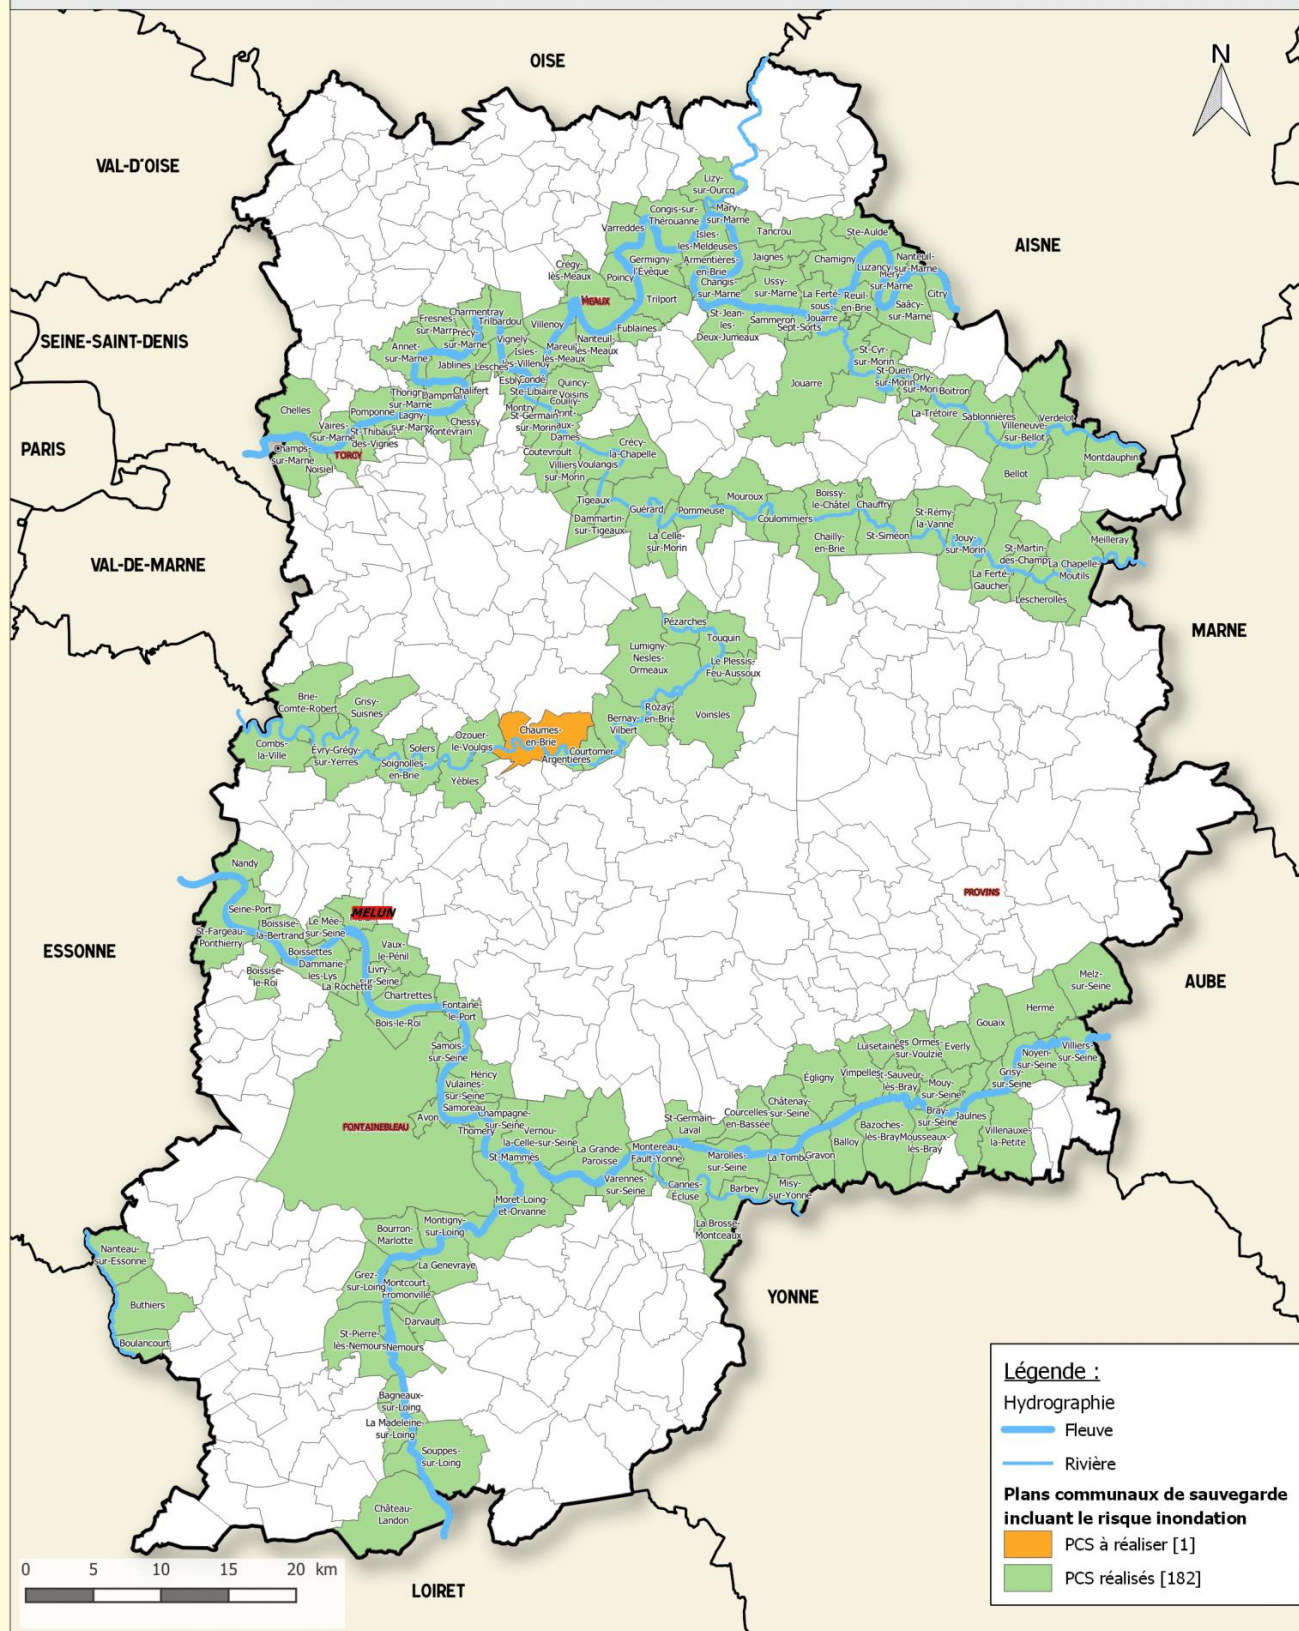 OISE
N
VAL-D'OISE
AISNE
SEINE-SAINT-DENIS
PARIS
VAL-DE-MARNE
MARNE
ESSONNE
AUBE
YONNE
LOIRET
Lizy-
sur-Ourcq
Congis-sur-
Thérouanne
Mary-
sur-Marne
Varreddes
Isles-
les-Meldeuses
Tancrou
Ste-Aulde
Germigny-
l'Évêque
Armentières-
en-Brie
Jaignes
Chamigny
Luzancy
Nanteuil-
sur-Marne
Méry-
sur-Marne
Crégy-
lès-Meaux
Poincy
Changis-
sur-Marne
Ussy-
sur-Marne
La Ferté-
sous-
Jouarre
Reuil-
en-Brie
Saâcy-
sur-Marne
Citry
MEAUX
Trilport
St-Jean-
les-
Deux-Jumeaux
Sammeron
Sept-Sorts
Charmentray
Fresnes-
sur-Marn
Précy-
sur-Marne
Trilbardou
Villenoy
Fublaines
Vignely
Nanteuil-
lès-Meaux
Mareuil-
lès-Meaux
Annet-
sur-Marne
Jablines
Lesches
Isles-
lès-Villenoy
St-Cyr-
sur-Morin
St-Ouen-
sur-Morin
Orly-
sur-Mori
Boitron
Esbly
Condé-
Ste-Libiaire
Quincy-
Voisins
Jouarre
Chelles
Thorign
sur-Marne
Dampmart
Chalifert
Couilly-
Pont-
aux-
Dames
Montry
St-Germain-
sur-Morin
La Trétoire
Sablonnières
Verdelot
Villeneuve-
sur-Bellot
Pomponne
Lagny-
sur-Marne
Chessy
Vaires-
sur-Marne
St-Thibault-
des-Vignes
Montévrain
Champs-
sur-Marne
TORCY
Noisiel
Crécy-
la-Chapelle
Coutevroult
Villiers-
sur-Morin
Voulangis
Montdauphin
Bellot
Tigeaux
Guérard
Pommeuse
Mouroux
Boissy-
le-Châtel
Chauffry
Coulommiers
St-Rémy-
la-Vanne
Dammartin-
sur-Tigeaux
La Celle-
sur-Morin
Chailly-
en-Brie
St-Siméon
Jouy-
sur-Morin
St-Martin-
des-Champ
La Chapelle-
Moutils
Meilleray
La Ferté-
Gaucher
Lescherolles
Pézarches
Touquin
Lumigny-
Nesles-
Ormeaux
Le Plessis-
Feu-Aussoux
Rozay-
en-Brie
Voinsles
Bernay-
Vilbert
Brie-
Comte-Robert
Grisy-
Suisnes
Chaumes-
en-Brie
Courtomer
Argentières
Ozouer-
le-Voulgis
Combs-
la-Ville
Évry-Grégy-
sur-Yerres
Solers
Soignolles-
en-Brie
Yèbles
Nandy
PROVINS
Seine-Port
MELUN
Le Mée-
sur-Seine
Boissise-
la-Bertrand
St-Fargeau-
Ponthierry
Boissettes
Dammarie-
les-Lys
Vaux-
le-Pénil
Boissise-
le-Roi
La Rochette
Livry-
sur-Seine
Chartrettes
Melz-
sur-Seine
Fontaine-
le-Port
Bois-le-Roi
Hermé
Gouaix
Samois-
sur-Seine
Luisetaines
Les Ormes-
sur-Voulzie
Everly
Noyen-
sur-Seine
Villiers-
sur-Seine
Héricy
Vulaines-
sur-Seine
Samoreau
Égligny
Vimpelles
St-Sauveur-
lès-Bray
Mouy-
sur-Seine
Grisy-
sur-Seine
Avon
FONTAINEBLEAU
Champagne-
sur-Seine
Thomery
Vernou-
la-Celle-sur-Seine
St-Germain-
Laval
Courcelles-
en-Bassée
Châtenay-
sur-Seine
Bray-
sur-Seine
Jaulnes
Villenauxe-
la-Petite
St-Mammès
La Grande-
Paroisse
Montereau-
Fault-Yonne
Marolles-
sur-Seine
La Tomb
Gravon
Balloy
Bazoches-
lès-Bray
Mousseaux-
lès-Bray
Varennes-
sur-Seine
Cannes-
Écluse
Barbey
Misy-
sur-Yonne
Moret-Loing-
et-Orvanne
La Brosse-
Montceaux
Bourron-
Marlotte
Montigny-
sur-Loing
Nanteau-
sur-Essonne
La Genevraye
Grez-
sur-Loing
Montcourt-
Fromonville
Buthiers
Darvault
Boulancourt
St-Pierre-
lès-Nemours
Nemours
Bagneaux-
sur-Loing
La Madeleine-
sur-Loing
Souppes-
sur-Loing
Château-
Landon
Légende :
Hydrographie
Fleuve
Rivière
Plans communaux de sauvegarde
incluant le risque inondation
PCS à réaliser [1]
PCS réalisés [182]
0 5 10 15 20 km